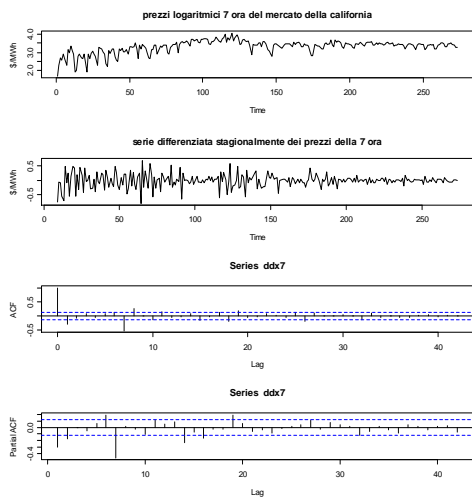 prezzi logaritmici 7 ora del mercato della california
$/MWh
2.0 3.0 4.0
0 50 100 150 200 250
Time
serie differenziata stagionalmente dei prezzi della 7 ora
$/MWh
-0.5 0.5
0 50 100 150 200 250
Time
Series ddx7
ACF
-0.5 0.5
0 10 20 30 40
Lag
Series ddx7
Partial ACF
-0.4 0.0
0 10 20 30 40
Lag